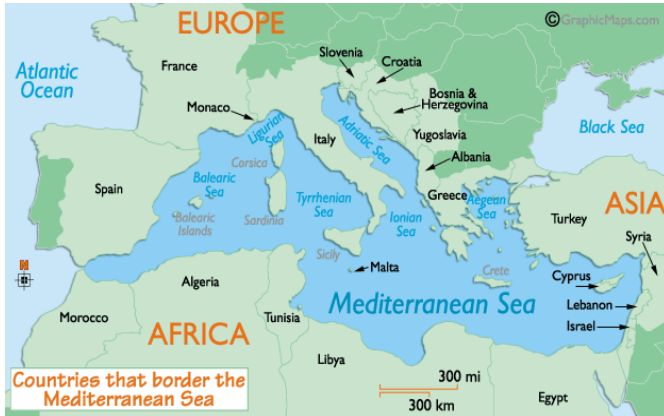 EUROPE
© GraphicMaps.com
Slovenia
Croatia
France
Atlantic
Ocean
Bosnia &
Herzegovina
Monaco
Ligurian
Sea
Italy
Adriatic Sea
Yugoslavia
Black Sea
Corsica
Albania
Spain
Balearic
Sea
Tyrrhenian
Sea
Greece
Aegean
Sea
ASIA
Balearic
Islands
Sardinia
Ionian
Sea
Turkey
Syria
N
Sicily
Malta
Crete
Cyprus
Algeria
Mediterranean Sea
Lebanon
Morocco
AFRICA
Tunisia
Israel
Libya
Egypt
Countries that border the
Mediterranean Sea
300 mi
300 km